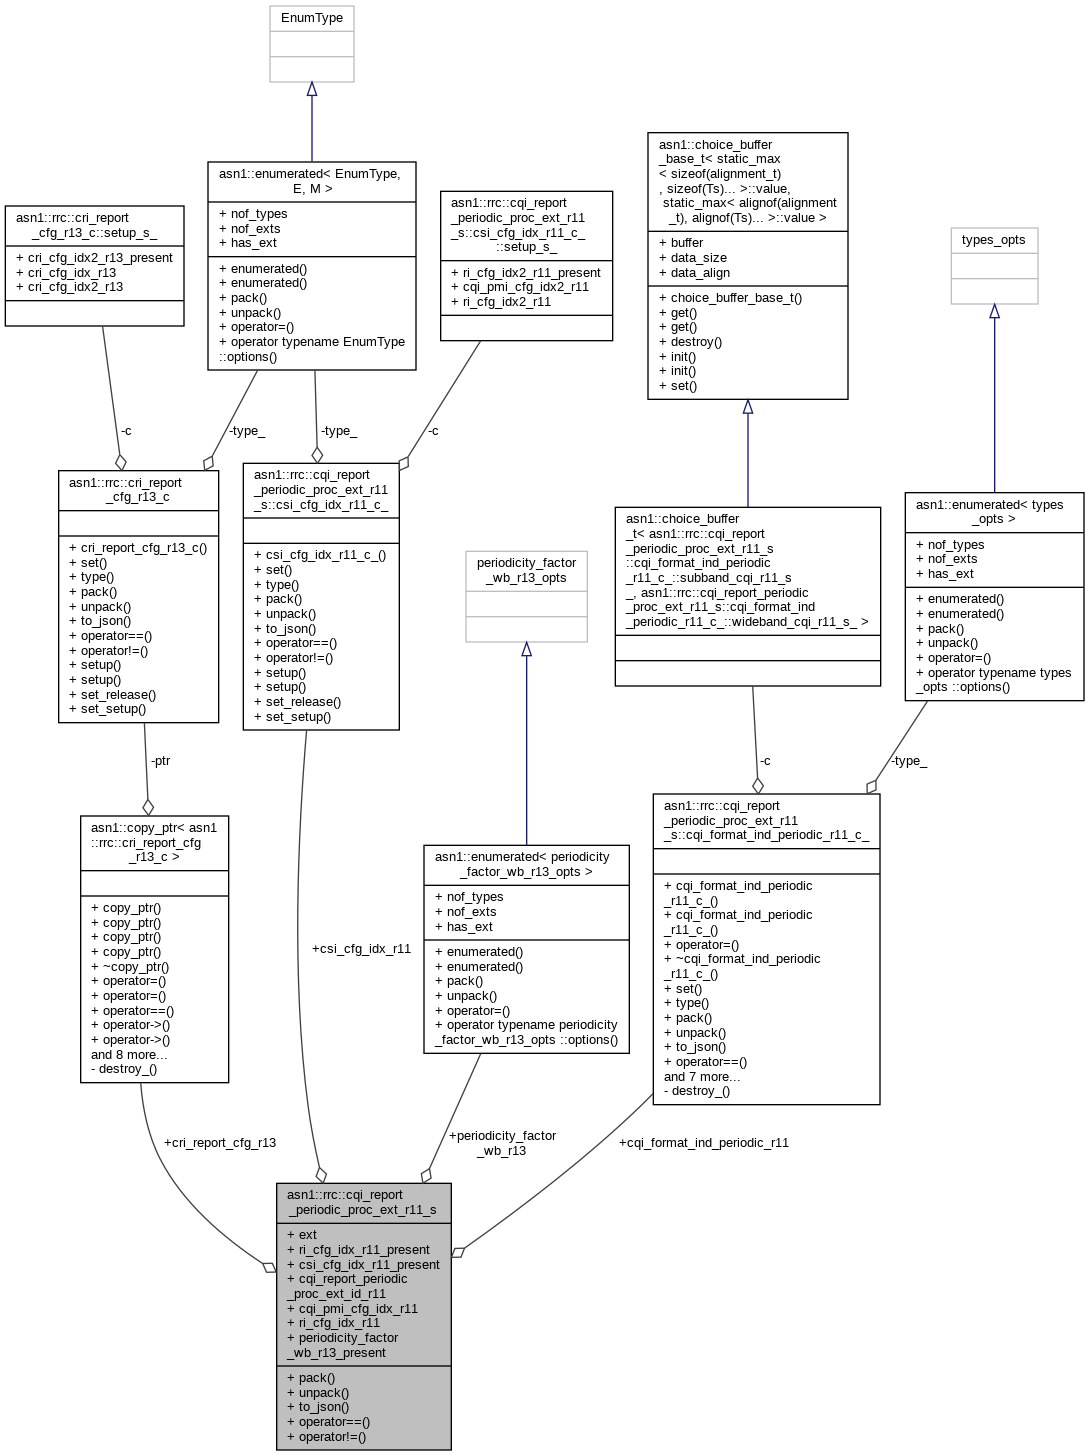 EnumType
asn1::enumerated< EnumType,
E, M >
+ nof_types
+ nof_exts
+ has_ext
+ enumerated()
+ enumerated()
+ pack()
+ unpack()
+ operator=()
+ operator typename EnumType
::options()
asn1::rrc::cri_report
_cfg_r13_c::setup_s_
+ cri_cfg_idx2_r13_present
+ cri_cfg_idx_r13
+ cri_cfg_idx2_r13
asn1::rrc::cqi_report
_periodic_proc_ext_r11
_s::csi_cfg_idx_r11_c_
::setup_s_
+ ri_cfg_idx2_r11_present
+ cqi_pmi_cfg_idx2_r11
+ ri_cfg_idx2_r11
asn1::choice_buffer
_base_t< static_max
< sizeof(alignment_t)
, sizeof(Ts)... >::value,
static_max< alignof(alignment
_t), alignof(Ts)... >::value >
+ buffer
+ data_size
+ data_align
+ choice_buffer_base_t()
+ get()
+ get()
+ destroy()
+ init()
+ init()
+ set()
types_opts
-c
-type_
-type_
-c
asn1::rrc::cri_report
_cfg_r13_c
+ cri_report_cfg_r13_c()
+ set()
+ type()
+ pack()
+ unpack()
+ to_json()
+ operator==()
+ operator!=()
+ setup()
+ setup()
+ set_release()
+ set_setup()
asn1::rrc::cqi_report
_periodic_proc_ext_r11
_s::csi_cfg_idx_r11_c_
+ csi_cfg_idx_r11_c_()
+ set()
+ type()
+ pack()
+ unpack()
+ to_json()
+ operator==()
+ operator!=()
+ setup()
+ setup()
+ set_release()
+ set_setup()
periodicity_factor
_wb_r13_opts
asn1::choice_buffer
_t< asn1::rrc::cqi_report
_periodic_proc_ext_r11_s
::cqi_format_ind_periodic
_r11_c_::subband_cqi_r11_s
_, asn1::rrc::cqi_report_periodic
_proc_ext_r11_s::cqi_format_ind
_periodic_r11_c_::wideband_cqi_r11_s_ >
asn1::enumerated< types
_opts >
+ nof_types
+ nof_exts
+ has_ext
+ enumerated()
+ enumerated()
+ pack()
+ unpack()
+ operator=()
+ operator typename types
_opts ::options()
-ptr
-c
-type_
asn1::copy_ptr< asn1
::rrc::cri_report_cfg
_r13_c >
+ copy_ptr()
+ copy_ptr()
+ copy_ptr()
+ copy_ptr()
+ ~copy_ptr()
+ operator=()
+ operator=()
+ operator==()
+ operator->()
+ operator->()
and 8 more...
- destroy_()
+csi_cfg_idx_r11
asn1::enumerated< periodicity
_factor_wb_r13_opts >
+ nof_types
+ nof_exts
+ has_ext
+ enumerated()
+ enumerated()
+ pack()
+ unpack()
+ operator=()
+ operator typename periodicity
_factor_wb_r13_opts ::options()
asn1::rrc::cqi_report
_periodic_proc_ext_r11
_s::cqi_format_ind_periodic_r11_c_
+ cqi_format_ind_periodic
_r11_c_()
+ cqi_format_ind_periodic
_r11_c_()
+ operator=()
+ ~cqi_format_ind_periodic
_r11_c_()
+ set()
+ type()
+ pack()
+ unpack()
+ to_json()
+ operator==()
and 7 more...
- destroy_()
+cri_report_cfg_r13
+periodicity_factor
_wb_r13
+cqi_format_ind_periodic_r11
asn1::rrc::cqi_report
_periodic_proc_ext_r11_s
+ ext
+ ri_cfg_idx_r11_present
+ csi_cfg_idx_r11_present
+ cqi_report_periodic
_proc_ext_id_r11
+ cqi_pmi_cfg_idx_r11
+ ri_cfg_idx_r11
+ periodicity_factor
_wb_r13_present
+ pack()
+ unpack()
+ to_json()
+ operator==()
+ operator!=()